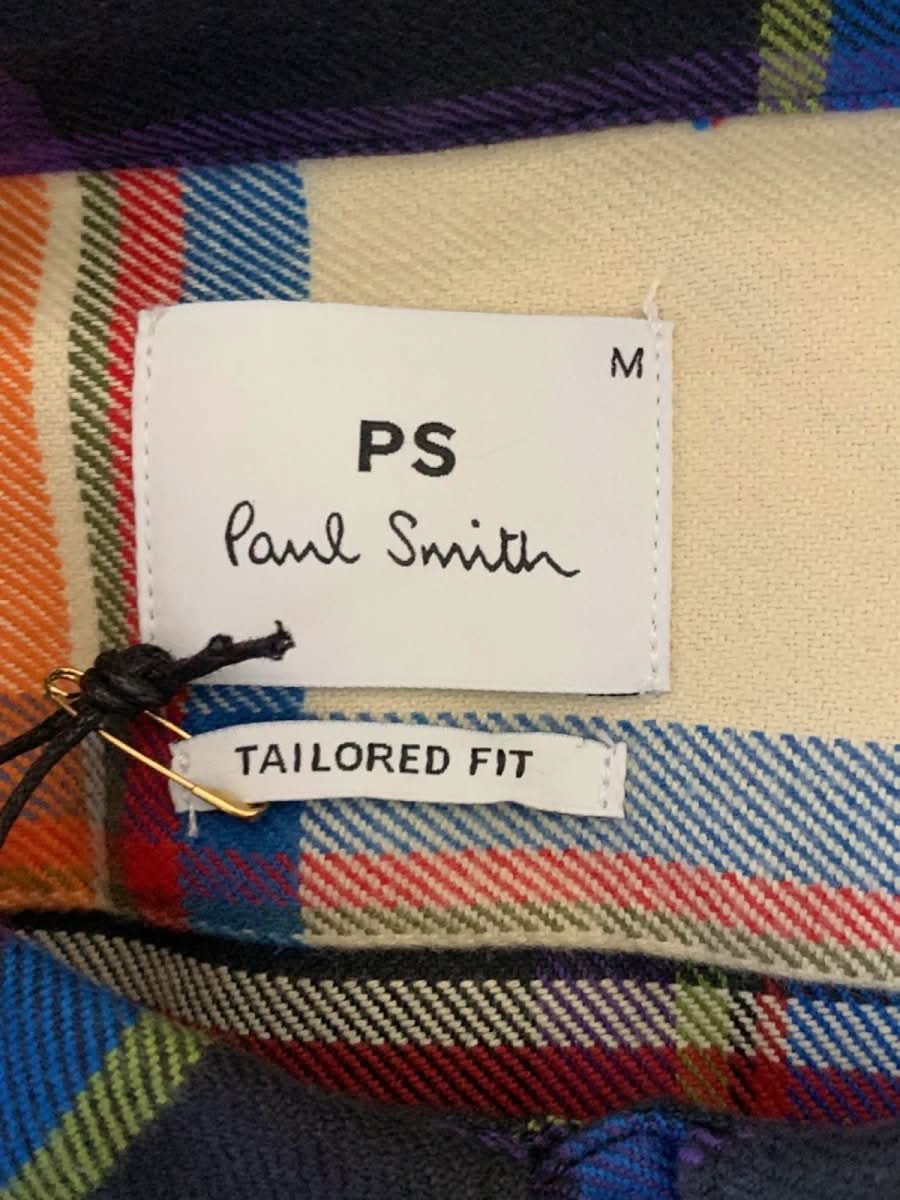 M
PS
Paul Smith
TAILORED FIT